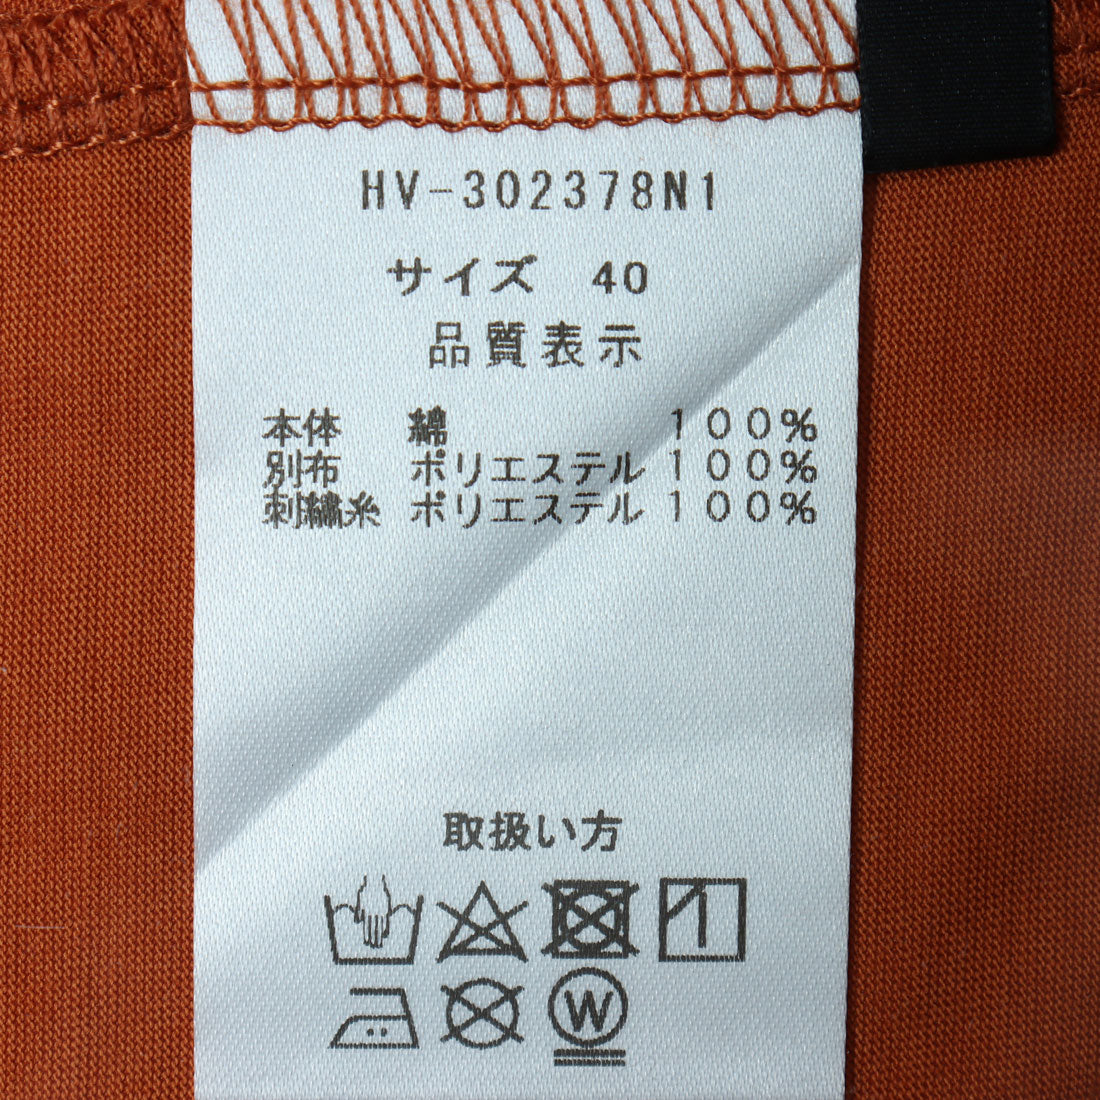 HV-302378N1
サイズ 40
品質表示
本体 綿 100%
別布 ポリエステル 100%
刺繍糸 ポリエステル 100%
取扱い方
W